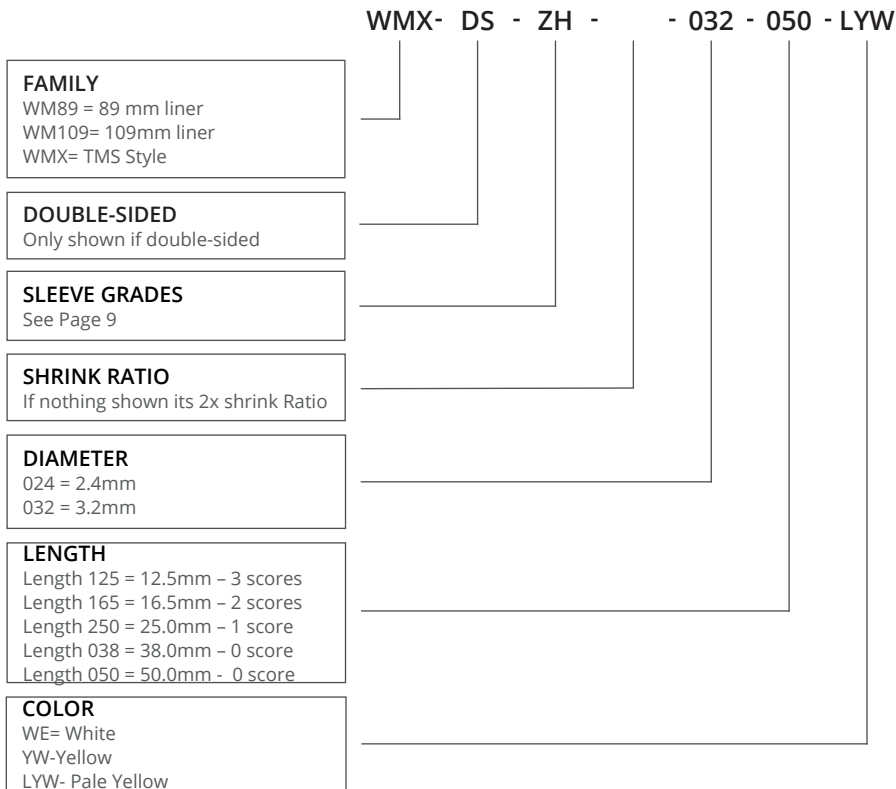 WMX- DS - ZH -      - 032 - 050 - LYW
FAMILY
WM89 = 89 mm liner
WM109= 109mm liner
WMX= TMS Style
DOUBLE-SIDED
Only shown if double-sided
SLEEVE GRADES
See Page 9
SHRINK RATIO
If nothing shown its 2x shrink Ratio
DIAMETER
024 = 2.4mm
032 = 3.2mm
LENGTH
Length 125 = 12.5mm – 3 scores
Length 165 = 16.5mm – 2 scores
Length 250 = 25.0mm – 1 score
Length 038 = 38.0mm – 0 score
Length 050 = 50.0mm -  0 score
COLOR
WE= White
YW-Yellow
LYW- Pale Yellow